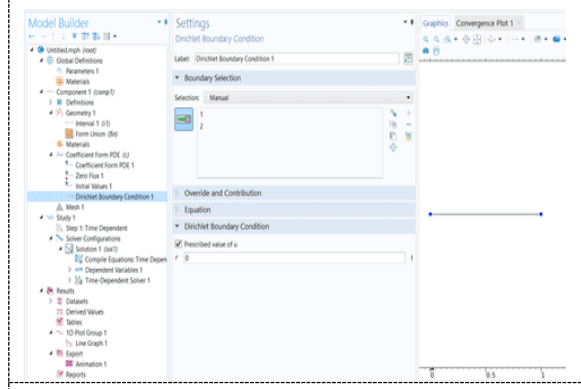 Model Builder
Untitled.mph (root)
Global Definitions
Parameters 1
Materials
Component 1 (comp1)
Definitions
Geometry 1
Interval 1 (i1)
Form Union (fin)
Materials
Coefficient Form PDE (c)
Coefficient Form PDE 1
Zero Flux 1
Initial Values 1
Dirichlet Boundary Condition 1
Mesh 1
Study 1
Step 1: Time Dependent
Solver Configurations
Solution 1 (sol1)
Compile Equations: Time Depen
Dependent Variables 1
Time-Dependent Solver 1
Results
Datasets
Derived Values
Tables
1D Plot Group 1
Line Graph 1
Export
Animation 1
Reports
Settings
Dirichlet Boundary Condition
Label: Dirichlet Boundary Condition 1
Boundary Selection
Selection: Manual
1
2
Override and Contribution
Equation
Dirichlet Boundary Condition
Prescribed value of u
r 0 1
Graphics Convergence Plot 1
0 0.5 1